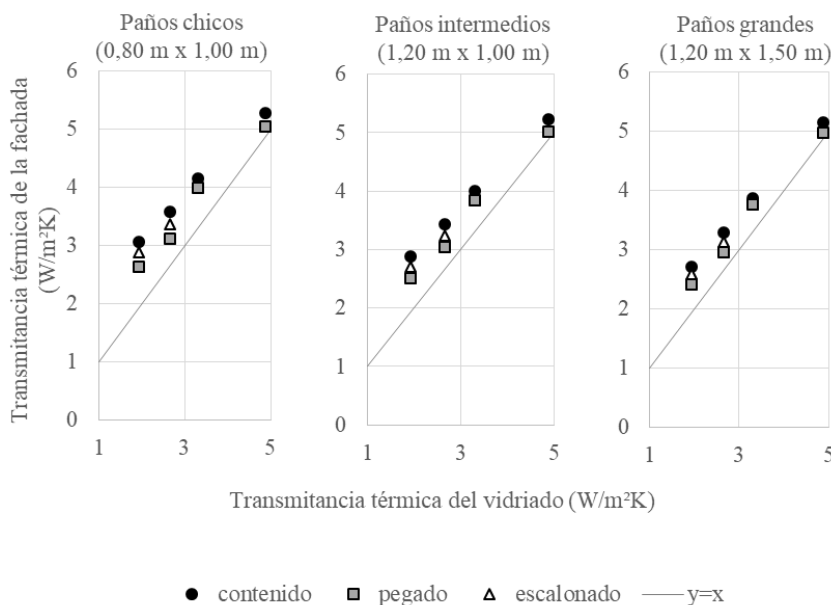 Paños chicos
(0,80 m x 1,00 m)
Paños intermedios
(1,20 m x 1,00 m)
Paños grandes
(1,20 m x 1,50 m)
Transmitancia térmica de la fachada
(W/m²K)
6
5
4
3
2
1
0
1 3 5
6
5
4
3
2
1
0
1 3 5
6
5
4
3
2
1
0
1 3 5
Transmitancia térmica del vidriado (W/m²K)
contenido pegado escalonado y=x